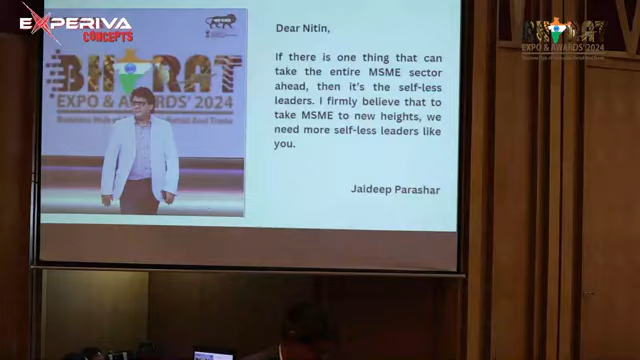 EXPERIVA
CONCEPTS
BHARAT
EXPO & AWARDS' 2024
Dear Nitin,
If there is one thing that can
take the entire MSME sector
ahead, then it's the self-less
leaders. I firmly believe that to
take MSME to new heights, we
need more self-less leaders like
you.
Jaideep Parashar
BHARAT
EXPO & AWARDS' 2024